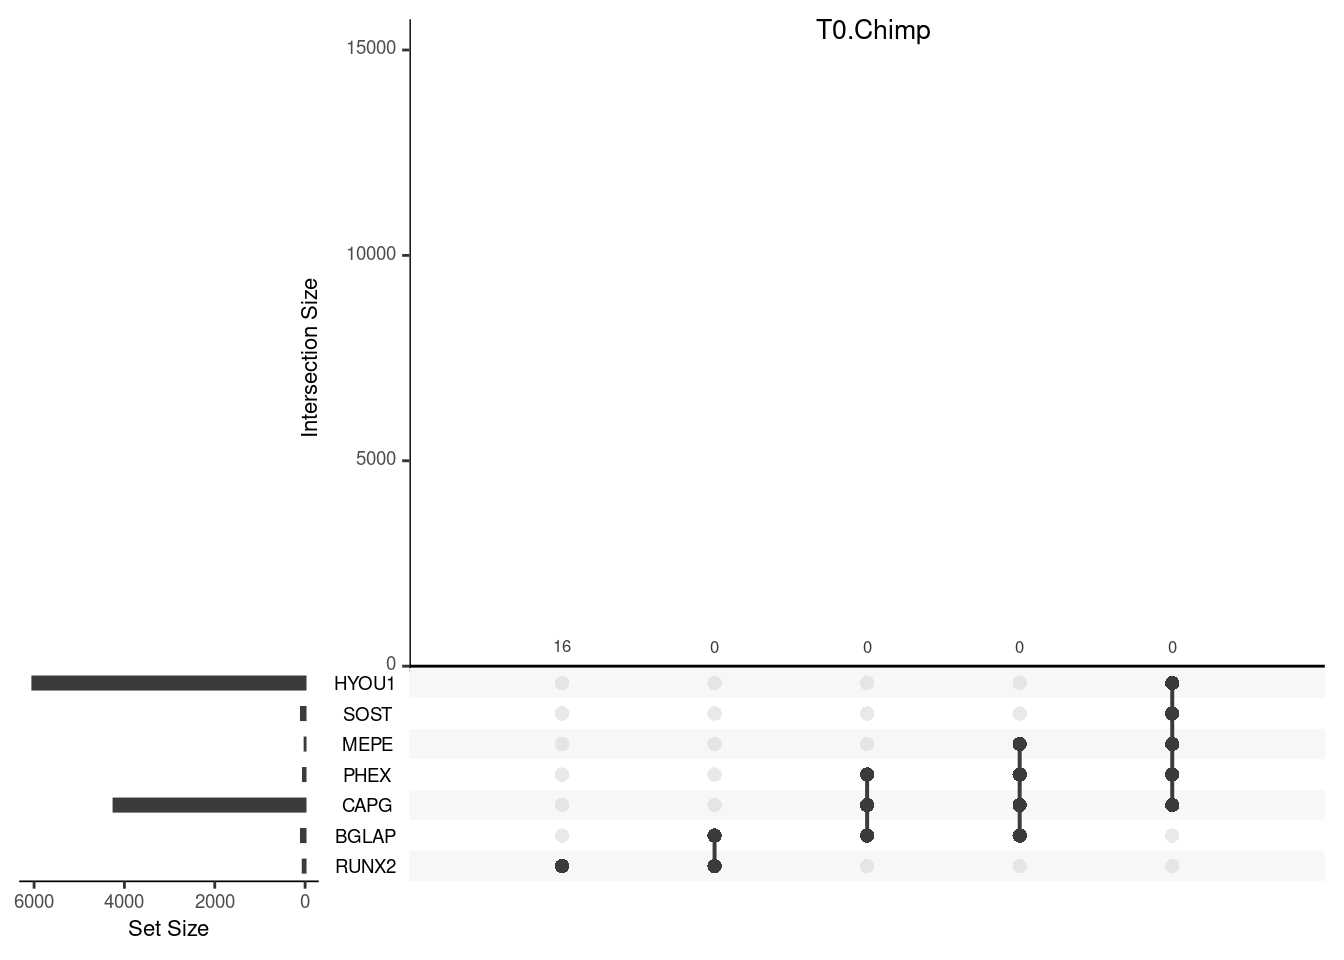 T0.Chimp
15000
10000
5000
0
Intersection Size
16 0 0 0 0
HYOU1
SOST
MEPE
PHEX
CAPG
BGLAP
RUNX2
6000 4000 2000 0
Set Size